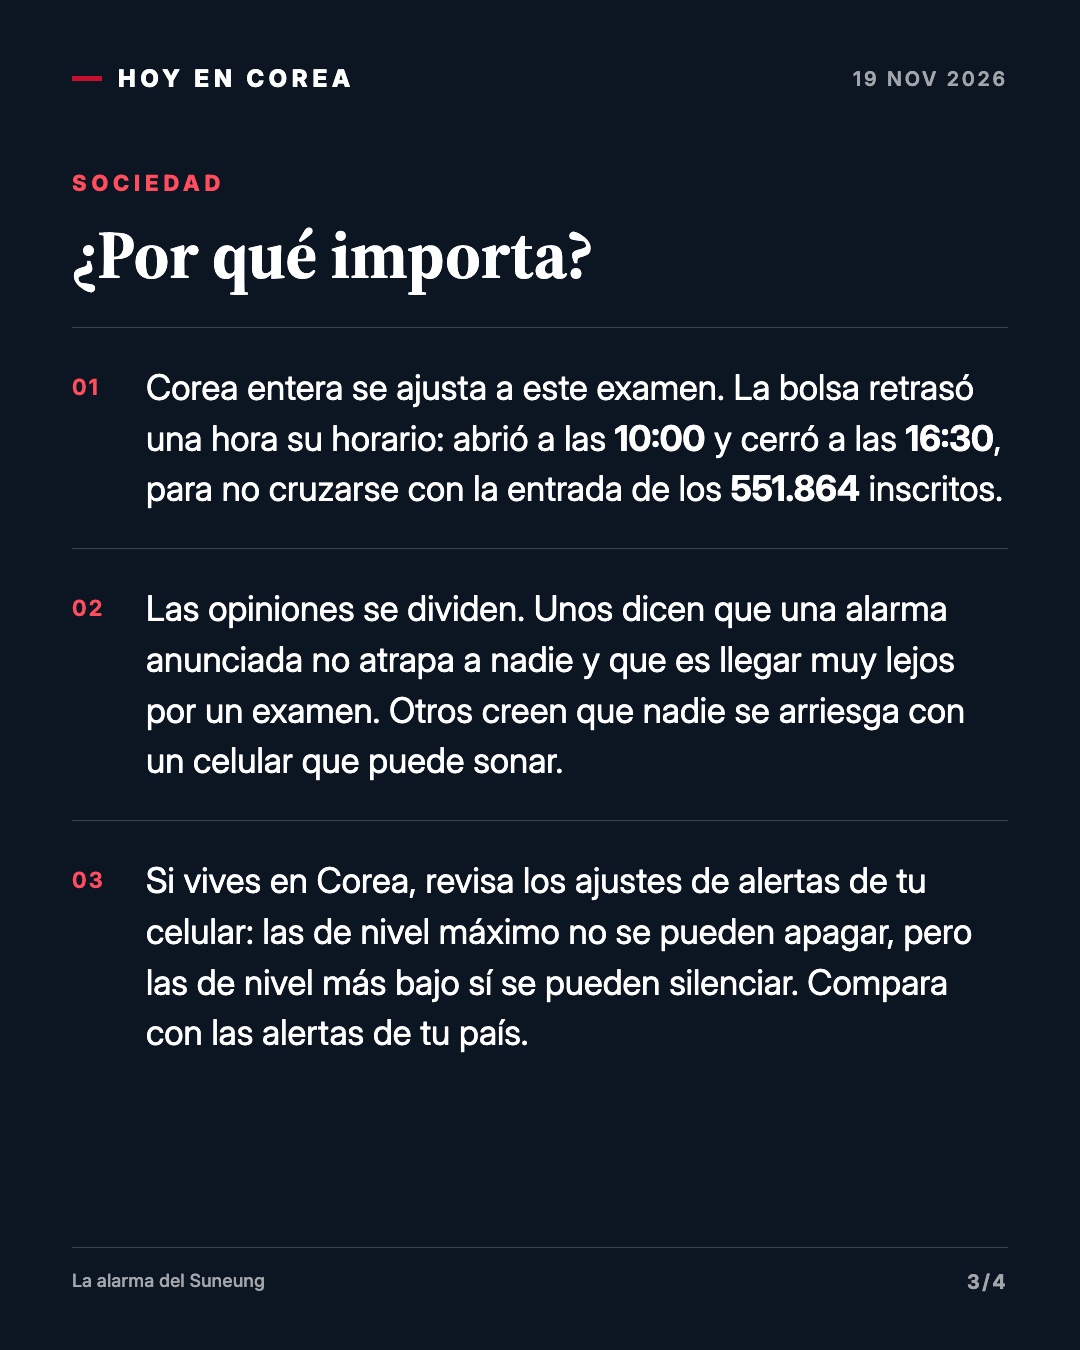 HOY EN COREA
19 NOV 2026
SOCIEDAD
¿Por qué importa?
01
Corea entera se ajusta a este examen. La bolsa retrasó
una hora su horario: abrió a las 10:00 y cerró a las 16:30,
para no cruzarse con la entrada de los 551.864 inscritos.
02
Las opiniones se dividen. Unos dicen que una alarma
anunciada no atrapa a nadie y que es llegar muy lejos
por un examen. Otros creen que nadie se arriesga con
un celular que puede sonar.
03
Si vives en Corea, revisa los ajustes de alertas de tu
celular: las de nivel máximo no se pueden apagar, pero
las de nivel más bajo sí se pueden silenciar. Compara
con las alertas de tu país.
La alarma del Suneung
3/4